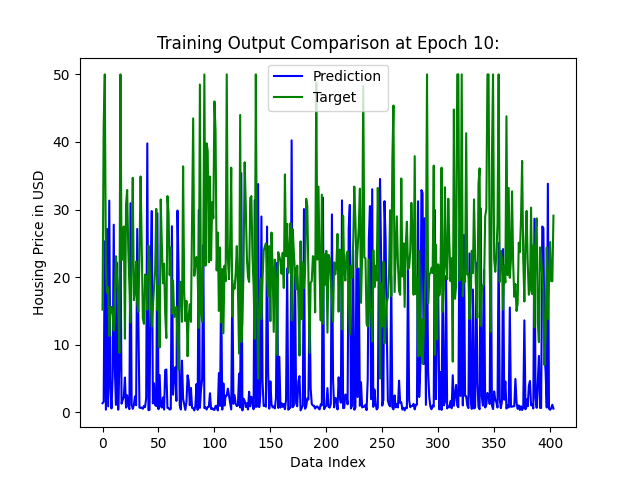 Training Output Comparison at Epoch 10:
Prediction
Target
Housing Price in USD
50
40
30
20
10
0
0 50 100 150 200 250 300 350 400
Data Index